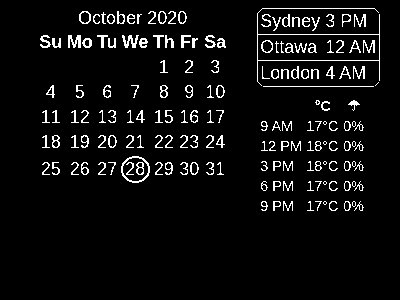 October 2020
Su Mo Tu We Th Fr Sa
1 2 3
4 5 6 7 8 9 10
11 12 13 14 15 16 17
18 19 20 21 22 23 24
25 26 27 28 29 30 31
Sydney 3 PM
Ottawa 12 AM
London 4 AM
°C ☂
9 AM 17°C 0%
12 PM 18°C 0%
3 PM 18°C 0%
6 PM 17°C 0%
9 PM 17°C 0%